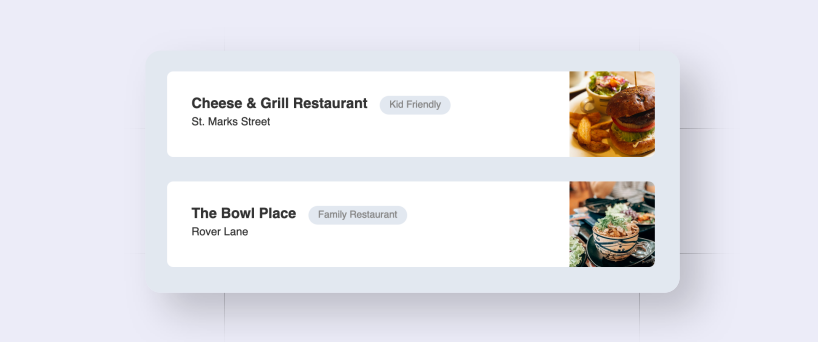 Cheese & Grill Restaurant Kid Friendly
St. Marks Street
The Bowl Place Family Restaurant
Rover Lane